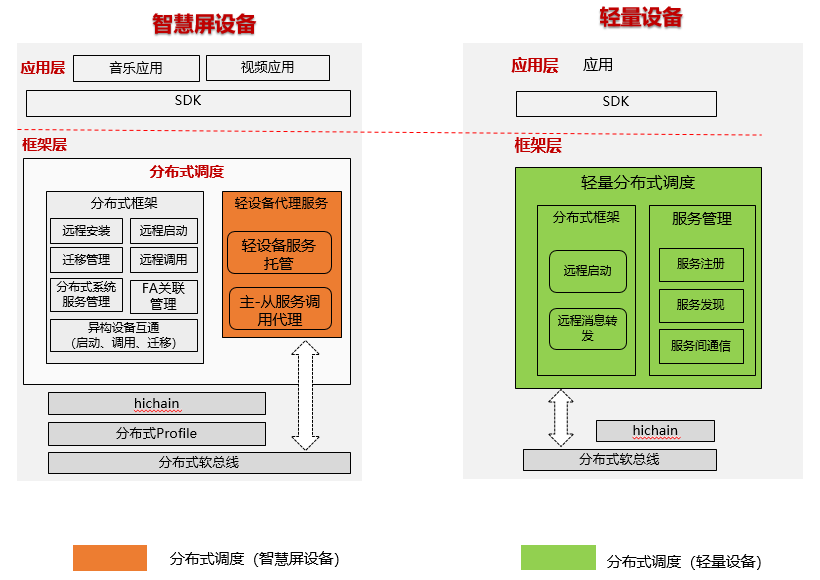 智慧屏设备
应用层
音乐应用
视频应用
SDK
框架层
分布式调度
分布式框架
远程安装
远程启动
迁移管理
远程调用
分布式系统
服务管理
FA关联
管理
异构设备互通
(启动、调用、迁移)
轻设备代理服务
轻设备服务
托管
主-从服务调
用代理
hichain
分布式Profile
分布式软总线
分布式调度（智慧屏设备）
轻量设备
应用层
应用
SDK
框架层
轻量分布式调度
分布式框架
远程启动
远程消息转
发
服务管理
服务注册
服务发现
服务间通信
hichain
分布式软总线
分布式调度（轻量设备）